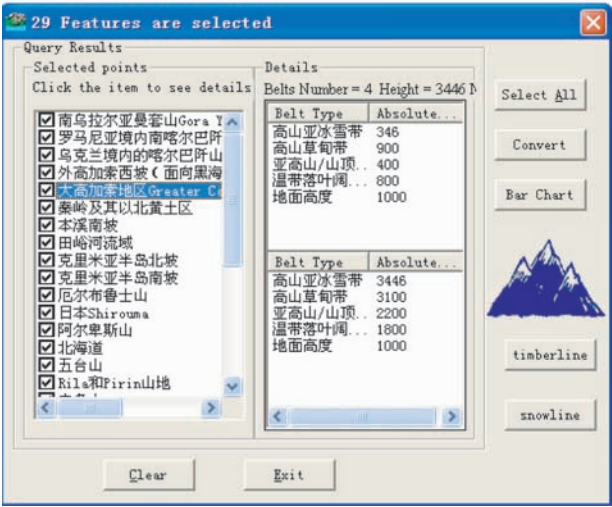 29 Features are selected
Query Results
Selected points
Click the item to see details
南乌拉尔亚曼套山Gora
罗马尼亚境内南喀尔巴阡
乌克兰境内的喀尔巴阡山
外高加索西坡(面向黑海
大高加索地区Greater
秦岭及其以北黄土区
本溪南坡
田峪河流域
克里米亚半岛北坡
克里米亚半岛南坡
厄尔布鲁士山
日本Shirouma
阿尔卑斯山
北海道
五台山
Rila和Pirin山地
Details
Belts Number = 4 Height = 3446
Belt Type Absolute...
高山亚冰雪带 346
高山草甸带 900
亚高山/山顶.. 400
温带落叶阔... 800
地面高度 1000
Belt Type Absolute...
高山亚冰雪带 3446
高山草甸带 3100
亚高山/山顶.. 2200
温带落叶阔... 1800
地面高度 1000
Select All
Convert
Bar Chart
timberline
snowline
Clear
Exit